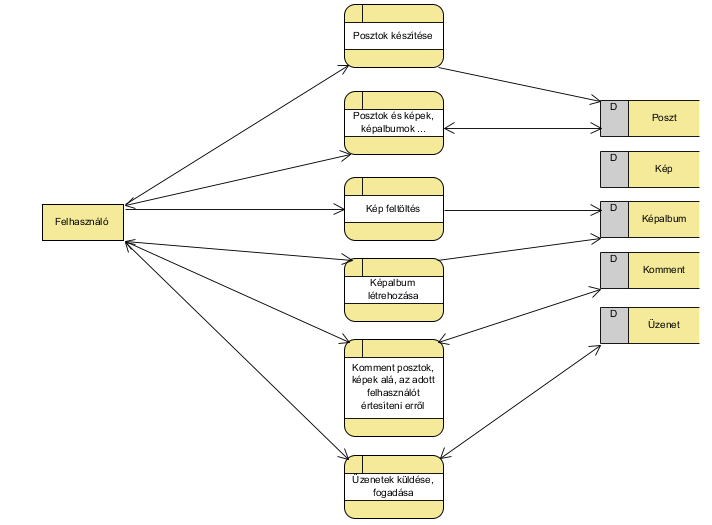 Posztok készítése
D
Poszt
Posztok és képek,
képalbumok ...
D
Kép
Kép feltöltés
D
Képalbum
Felhasználó
D
Komment
Képalbum
létrehozása
D
Üzenet
Komment posztok,
képek alá, az adott
felhasználót
értesíteni erről
Üzenetek küldése,
fogadása